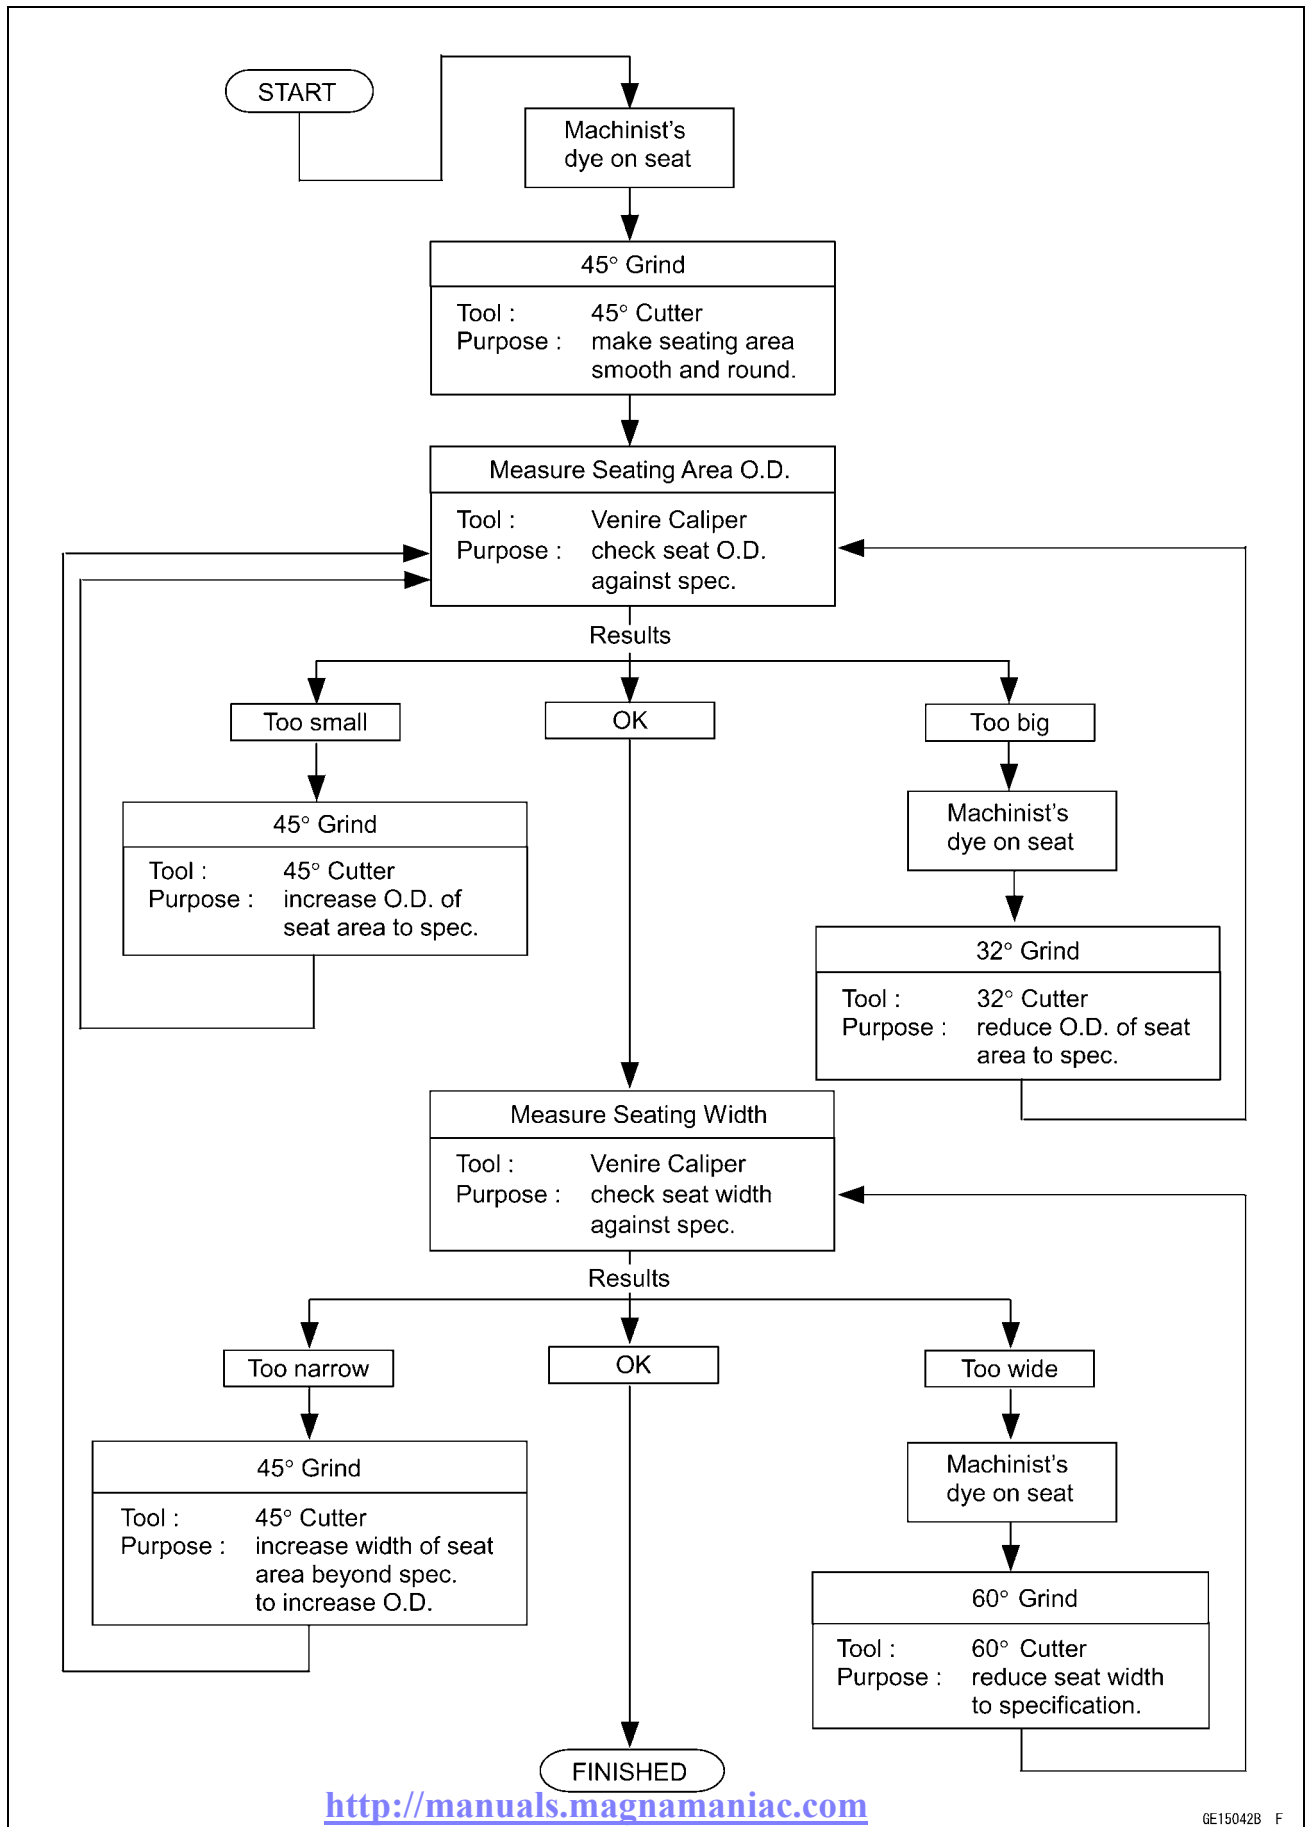 START
Machinist's
dye on seat
45° Grind
Tool : 45° Cutter
Purpose : make seating area
smooth and round.
Measure Seating Area O.D.
Tool : Venire Caliper
Purpose : check seat O.D.
against spec.
Results
Too small
OK
Too big
45° Grind
Tool : 45° Cutter
Purpose : increase O.D. of
seat area to spec.
Machinist's
dye on seat
32° Grind
Tool : 32° Cutter
Purpose : reduce O.D. of seat
area to spec.
Measure Seating Width
Tool : Venire Caliper
Purpose : check seat width
against spec.
Results
Too narrow
OK
Too wide
45° Grind
Tool : 45° Cutter
Purpose : increase width of seat
area beyond spec.
to increase O.D.
Machinist's
dye on seat
60° Grind
Tool : 60° Cutter
Purpose : reduce seat width
to specification.
FINISHED
http://manuals.magnamaniac.com
GE15042B F